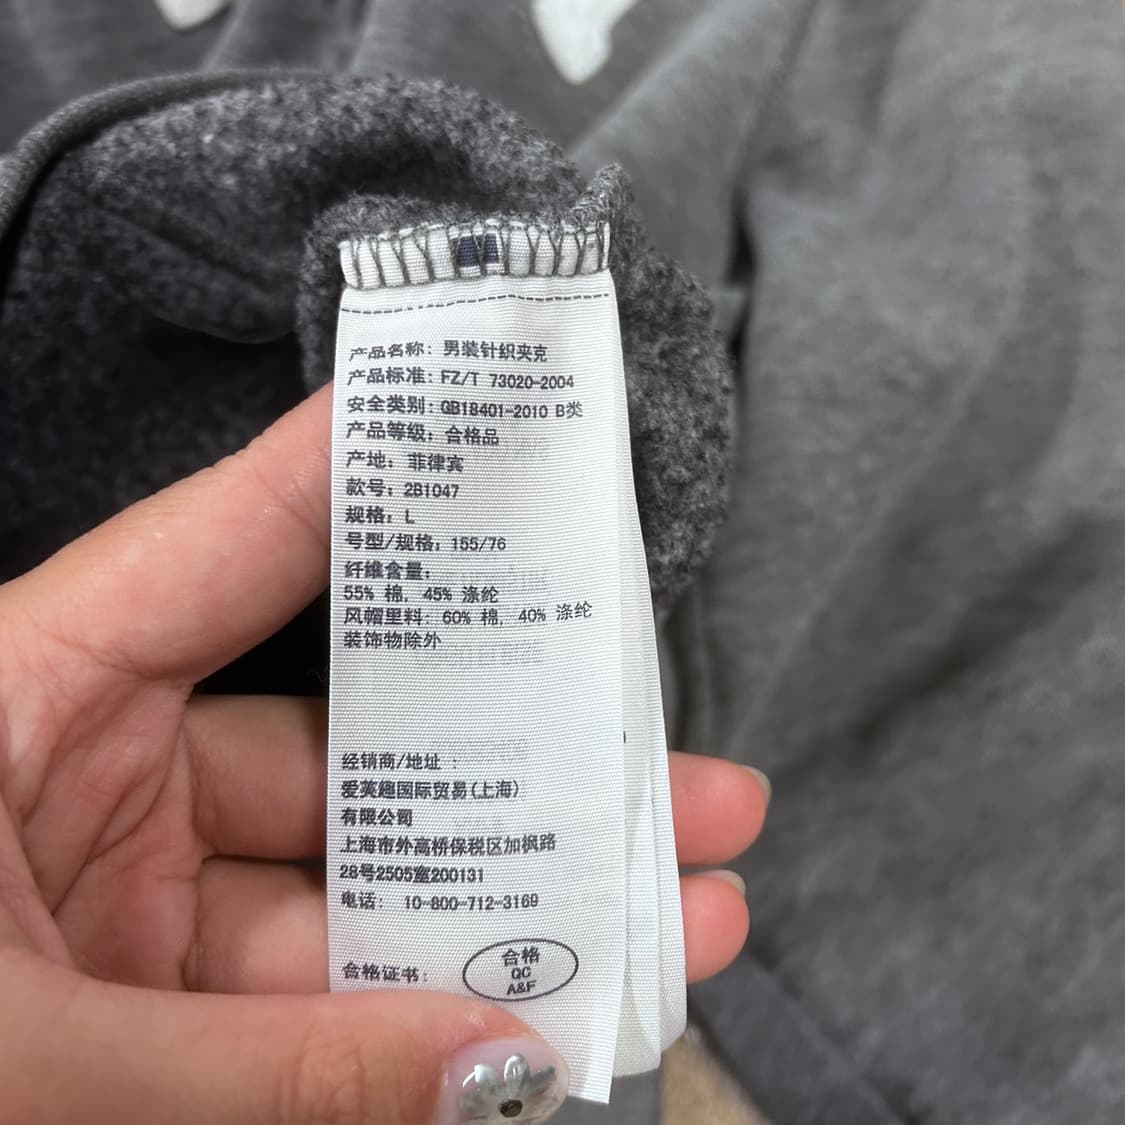 产品名称: 男装针织夹克
产品标准: FZ/T 73020-2004
安全类别: GB18401-2010 B类
产品等级: 合格品
产地: 菲律宾
款号: 2B1047
规格: L
号型/规格: 155/76
纤维含量:
55% 棉, 45% 涤纶
风帽里料: 60% 棉, 40% 涤纶
装饰物除外
经销商/地址 :
爱芙趣国际贸易(上海)
有限公司
上海市外高桥保税区加枫路
28号2505室200131
电话: 10-800-712-3169
合格证书:
合格
QC
A&F